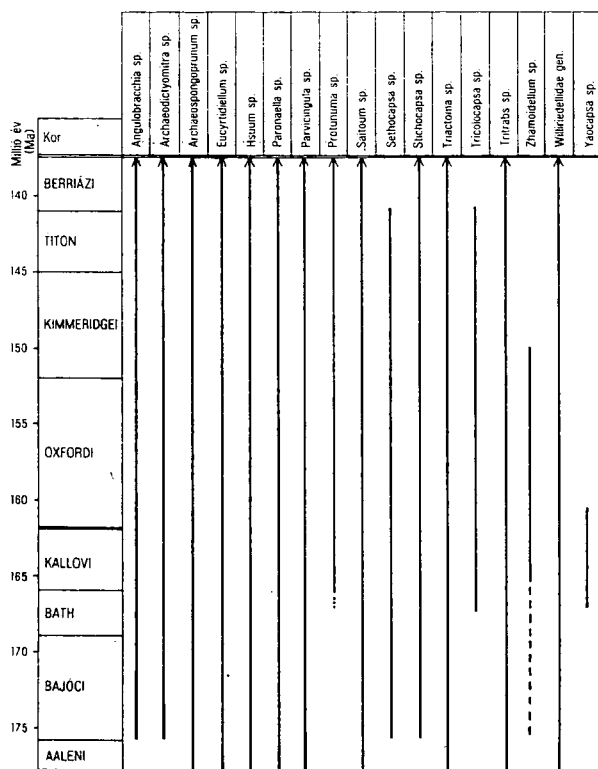 Millió év
(Ma)
Kor
Angulobracchia sp.
Archaeodictyomitra sp.
Archaeospongoprunum sp.
Eucyrtidiellum sp.
Hsuum sp.
Paronaella sp.
Parvicingula sp.
Protunuma sp.
Saitoum sp.
Sethocapsa sp.
Stichocapsa sp.
Triactoma sp.
Tricolocapsa sp.
Tritrabs sp.
Zhamoidellum sp.
Williriedellidae gen.
Yaocapsa sp.
BERRIÁZI
140
TITON
145
KIMMERIDGEI
150
155
OXFORDI
160
KALLOVI
165
BATH
170
BAJÓCI
175
AALENI